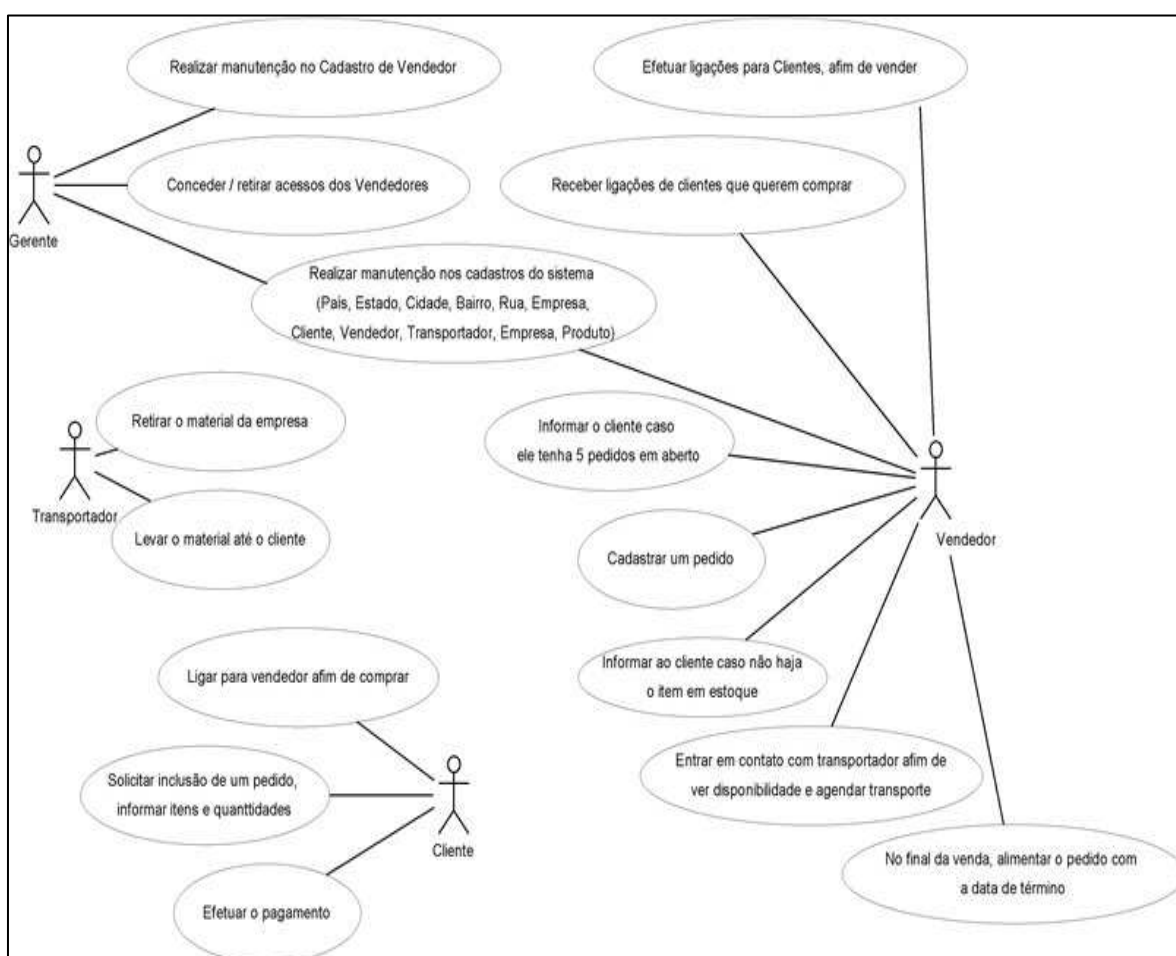 Realizar manutenção no Cadastro de Vendedor
Efetuar ligações para Clientes, afim de vender
Conceder / retirar acessos dos Vendedores
Receber ligações de clientes que querem comprar
Gerente
Realizar manutenção nos cadastros do sistema
(País, Estado, Cidade, Bairro, Rua, Empresa,
Cliente, Vendedor, Transportador, Empresa, Produto)
Retirar o material da empresa
Informar o cliente caso
ele tenha 5 pedidos em aberto
Transportador
Levar o material até o cliente
Vendedor
Cadastrar um pedido
Ligar para vendedor afim de comprar
Informar ao cliente caso não haja
o item em estoque
Solicitar inclusão de um pedido,
informar itens e quanttidades
Entrar em contato com transportador afim de
ver disponibilidade e agendar transporte
Cliente
No final da venda, alimentar o pedido com
a data de término
Efetuar o pagamento